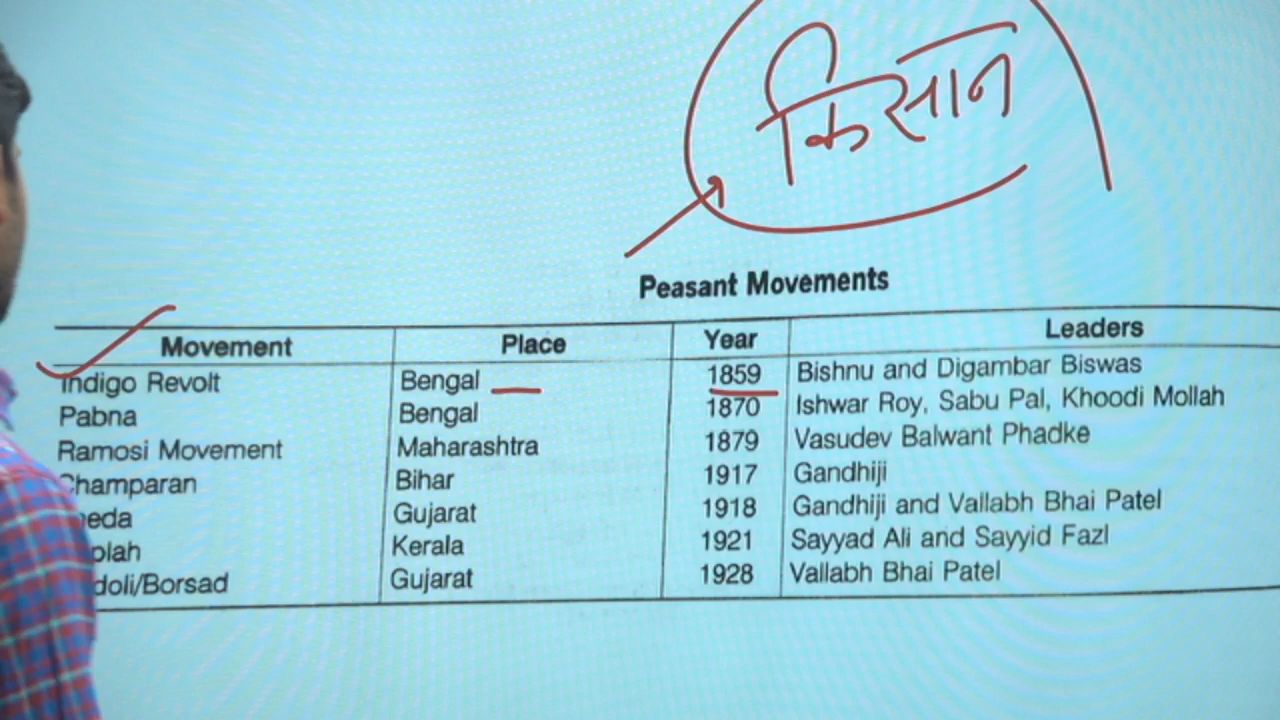 किसान
Peasant Movements
Movement Place Year Leaders
Indigo Revolt Bengal 1859 Bishnu and Digambar Biswas
Pabna Bengal 1870 Ishwar Roy, Sabu Pal, Khoodi Mollah
Ramosi Movement Maharashtra 1879 Vasudev Balwant Phadke
Champaran Bihar 1917 Gandhiji
eda Gujarat 1918 Gandhiji and Vallabh Bhai Patel
plah Kerala 1921 Sayyad Ali and Sayyid Fazl
doli/Borsad Gujarat 1928 Vallabh Bhai Patel